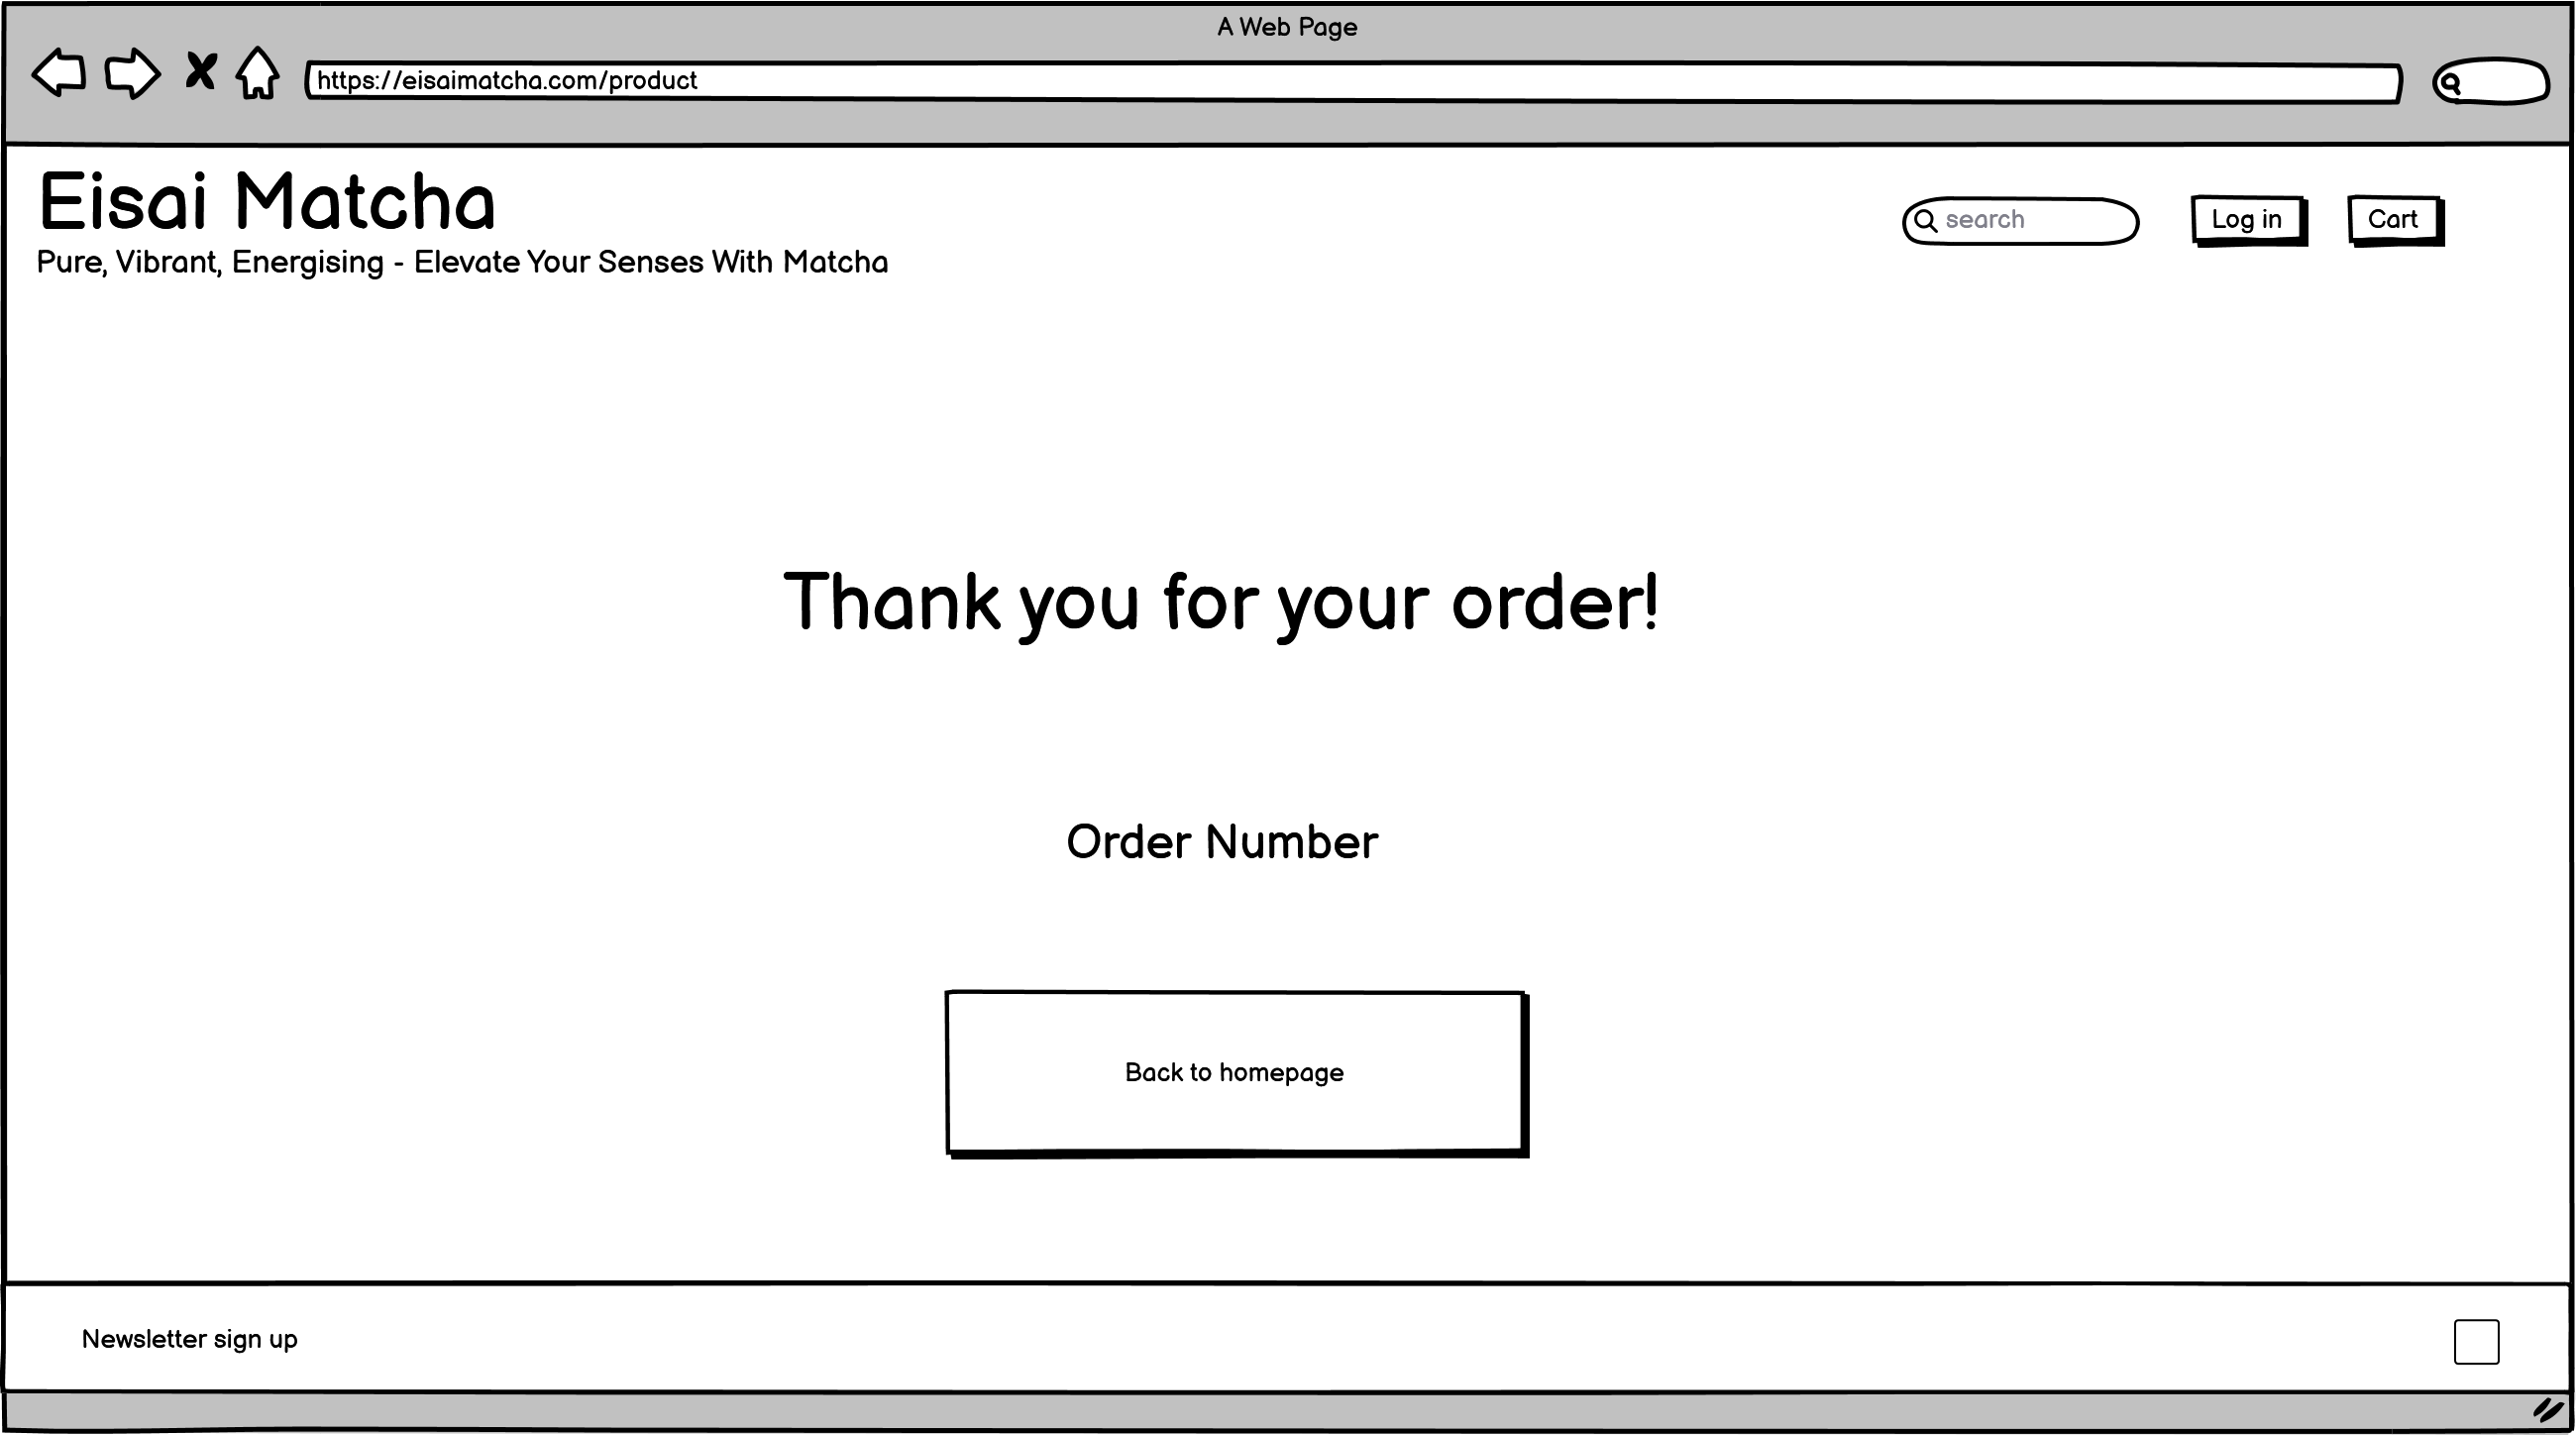 A Web Page
https://eisaimatcha.com/product
Eisai Matcha
search
Log in
Cart
Pure, Vibrant, Energising - Elevate Your Senses With Matcha
Thank you for your order!
Order Number
Back to homepage
Newsletter sign up